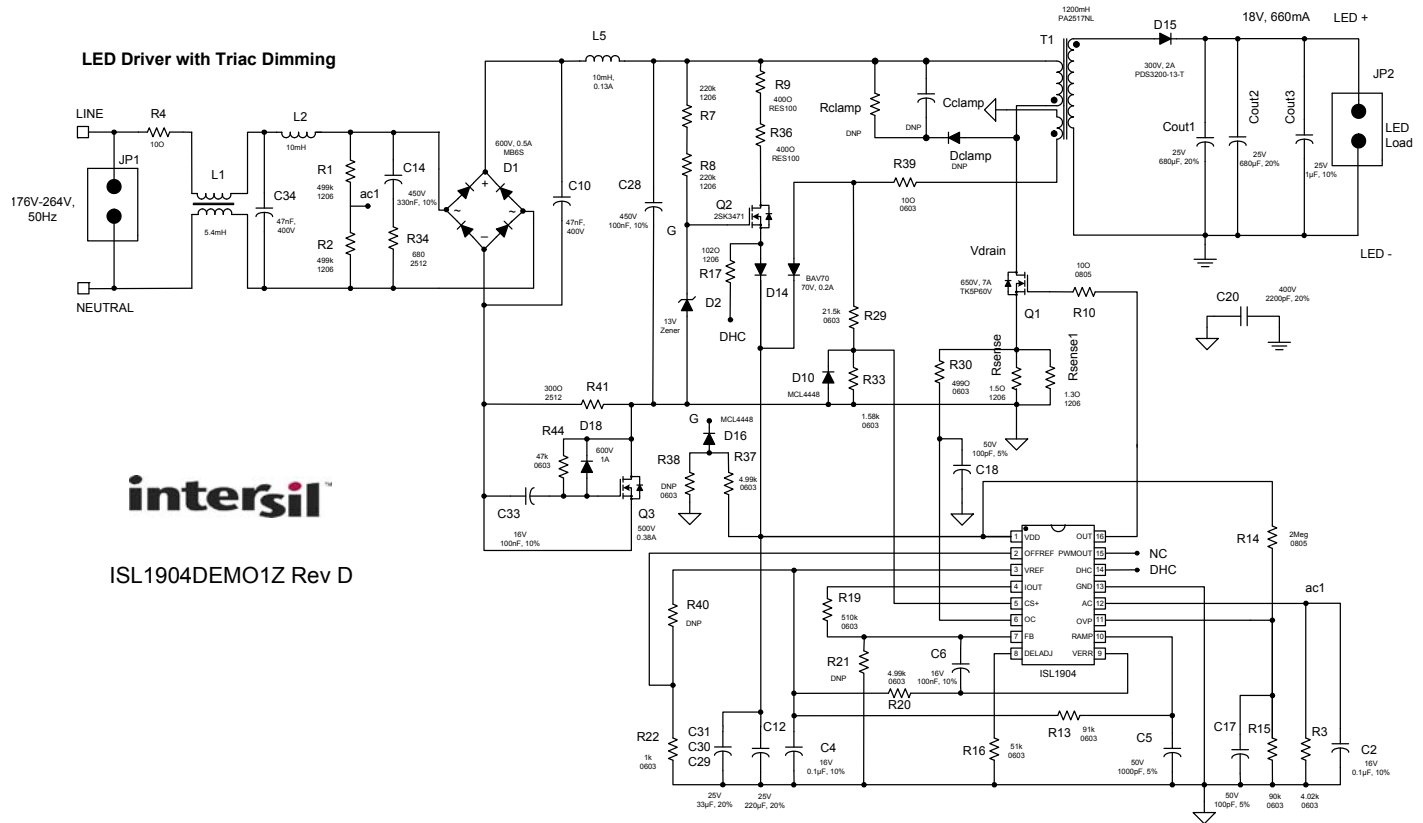 LED Driver with Triac Dimming
LINE
R4
10Ω
JP1
176V-264V,
50Hz
NEUTRAL
L1
5.4mH
C34
47nF,
400V
L2
10mH
R1
499k
1206
ac1
R2
499k
1206
C14
450V
330nF, 10%
R34
680
2512
600V, 0.5A
MB6S
D1
+
~
~
−
C10
47nF,
400V
L5
10mH,
0.13A
C28
450V
100nF, 10%
220k
1206
R7
R8
220k
1206
R9
400Ω
RES100
R36
400Ω
RES100
Q2
2SK3471
G
102Ω
1206
R17
D2
13V
Zener
DHC
D14
BAV70
70V, 0.2A
Rclamp
DNP
Cclamp
DNP
Dclamp
DNP
R39
10Ω
0603
1200mH
PA2517NL
T1
D15
300V, 2A
PDS3200-13-T
18V, 660mA
LED +
JP2
LED
Load
LED -
Cout1
25V
680µF, 20%
Cout2
25V
680µF, 20%
Cout3
25V
1µF, 10%
Vdrain
650V, 7A
TK5P60V
Q1
10Ω
0805
R10
C20
400V
2200pF, 20%
21.5k
0603
R29
D10
MCL4448
R33
1.58k
0603
R30
499Ω
0603
Rsense
1.5Ω
1206
Rsense1
1.3Ω
1206
50V
100pF, 5%
C18
300Ω
2512
R41
R44
47k
0603
D18
600V
1A
C33
16V
100nF, 10%
Q3
500V
0.38A
G
MCL4448
D16
R38
DNP
0603
R37
4.99k
0603
intersil™
ISL1904DEMO1Z Rev D
R40
DNP
R22
1k
0603
C31
C30
C29
25V
33µF, 20%
C12
25V
220µF, 20%
C4
16V
0.1µF, 10%
R19
510k
0603
R21
DNP
C6
16V
100nF, 10%
4.99k
0603
R20
R16
51k
0603
R13
91k
0603
C5
50V
1000pF, 5%
1 VDD OUT 16
2 OFFREF PWMOUT 15
3 VREF DHC 14
4 IOUT GND 13
5 CS+ AC 12
6 OC OVP 11
7 FB RAMP 10
8 DELADJ VERR 9
ISL1904
NC
DHC
R14
2Meg
0805
ac1
C17
50V
100pF, 5%
R15
90k
0603
R3
4.02k
0603
C2
16V
0.1µF, 10%